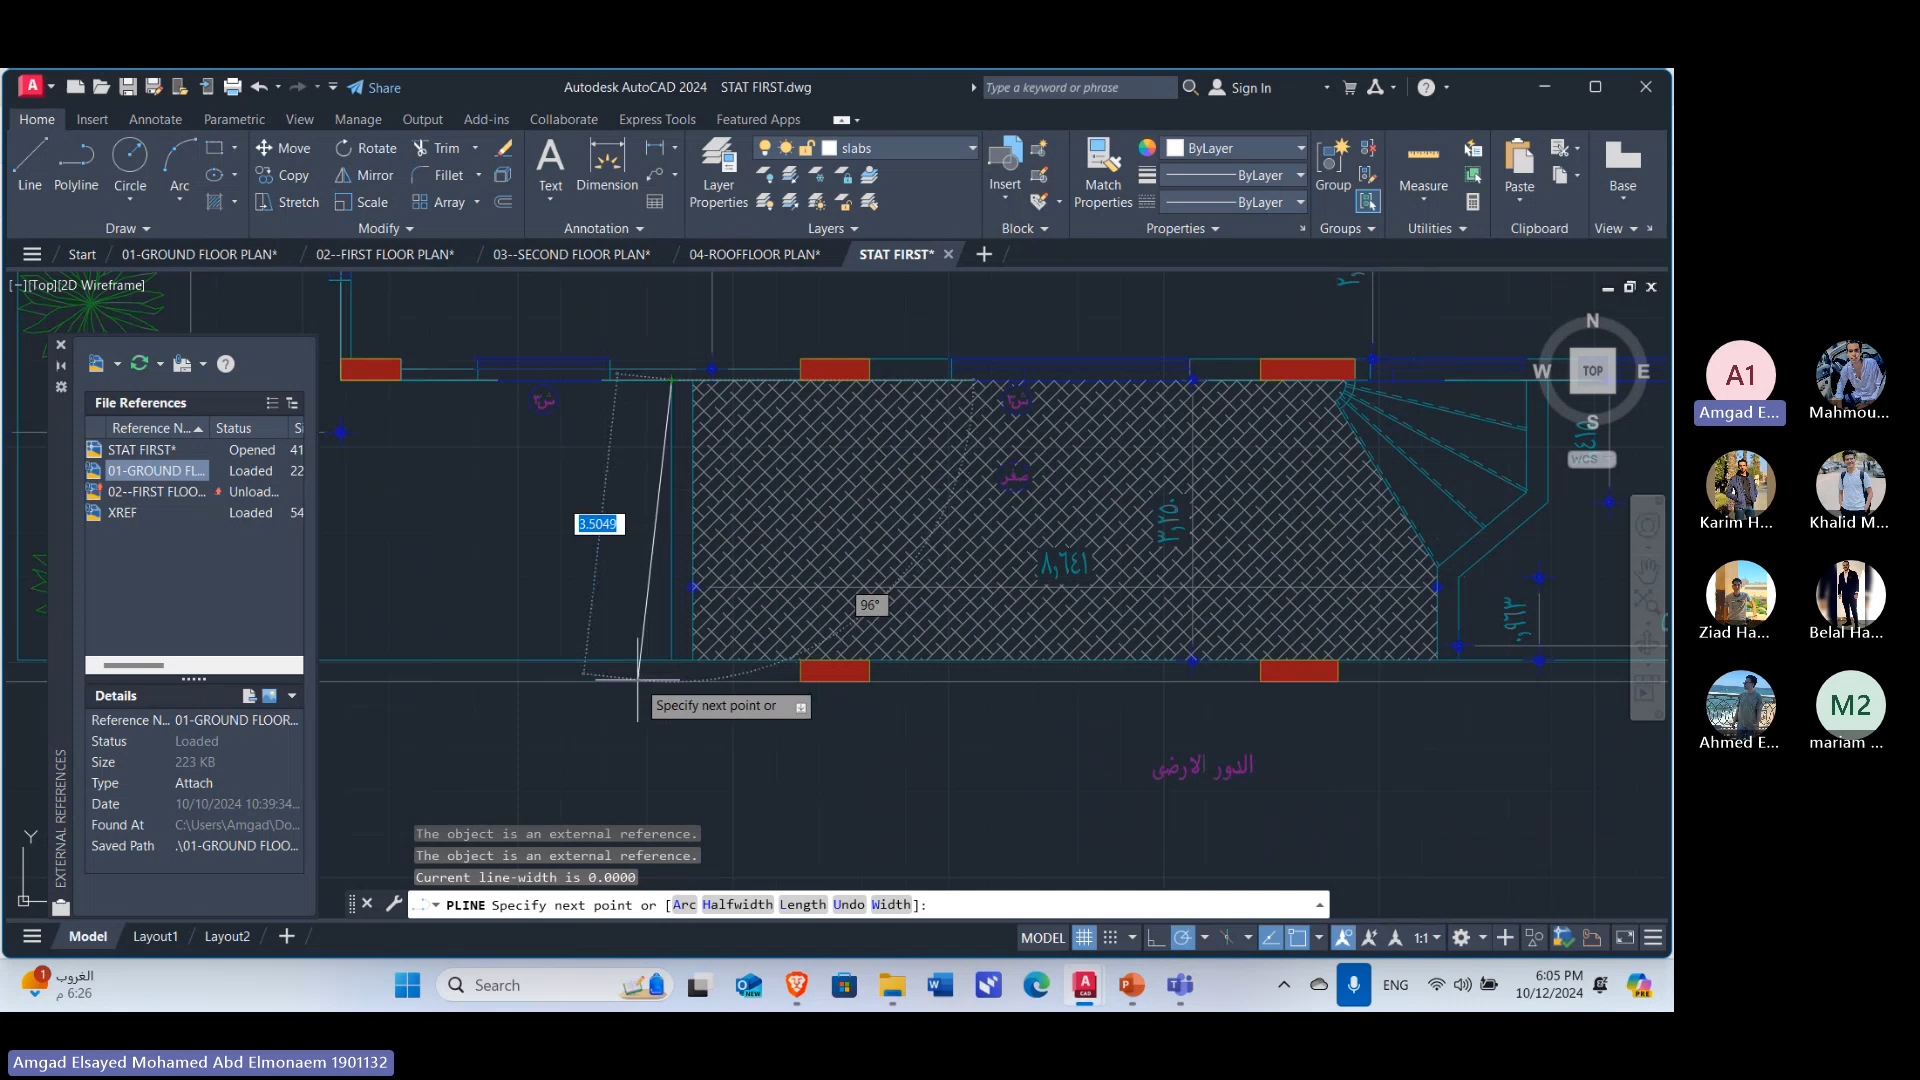 Share
Autodesk AutoCAD 2024 STAT FIRST.dwg
Type a keyword or phrase
Sign In
Home Insert Annotate Parametric View Manage Output Add-ins Collaborate Express Tools Featured Apps
Line Polyline Circle Arc
Move Rotate Trim
Copy Mirror Fillet
Stretch Scale Array
Text Dimension
Layer Properties
slabs
Insert
Match Properties
ByLayer
ByLayer
ByLayer
Group
Measure
Paste
Base
Draw Modify Annotation Layers Block Properties Groups Utilities Clipboard View
Start 01-GROUND FLOOR PLAN* 02--FIRST FLOOR PLAN* 03--SECOND FLOOR PLAN* 04-ROOFFLOOR PLAN* STAT FIRST*
[−][Top][2D Wireframe]
N
W TOP E
S
WCS
File References
Reference N... Status Si
STAT FIRST* Opened 41
01-GROUND FL... Loaded 22
02--FIRST FLOO... Unload...
XREF Loaded 54
Details
Reference N... 01-GROUND FLOOR...
Status Loaded
Size 223 KB
Type Attach
Date 10/10/2024 10:39:34...
Found At C:\Users\Amgad\Do...
Saved Path .\01-GROUND FLOO...
EXTERNAL REFERENCES
Y
ش٣
ش٣
صفر
٣,٢٥٠
٨,٦٤١
٠,٩٦٣
3.5049
96°
Specify next point or
الدور الارضى
The object is an external reference.
The object is an external reference.
Current line-width is 0.0000
PLINE Specify next point or [Arc Halfwidth Length Undo Width]:
Model Layout1 Layout2
MODEL 1:1
1
الغروب
6:26 م
Search
ENG
6:05 PM
10/12/2024
A1
Amgad E...
Mahmou...
Karim H...
Khalid M...
Ziad Ha...
Belal Ha...
Ahmed E...
M2
mariam ...
Amgad Elsayed Mohamed Abd Elmonaem 1901132